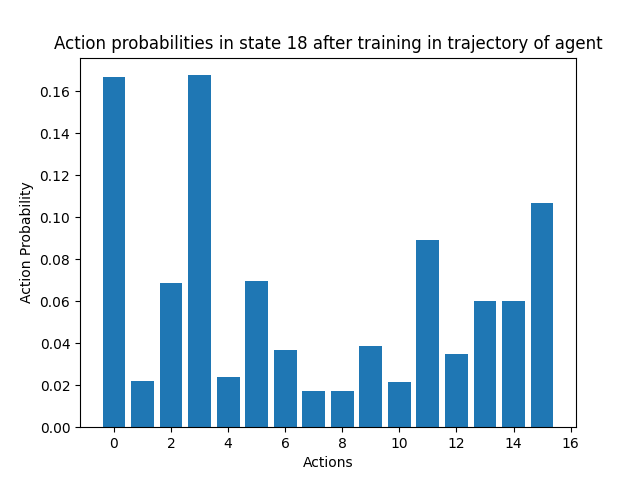 Action probabilities in state 18 after training in trajectory of agent
0.16
0.14
0.12
0.10
0.08
0.06
0.04
0.02
0.00
Action Probability
0 2 4 6 8 10 12 14 16
Actions